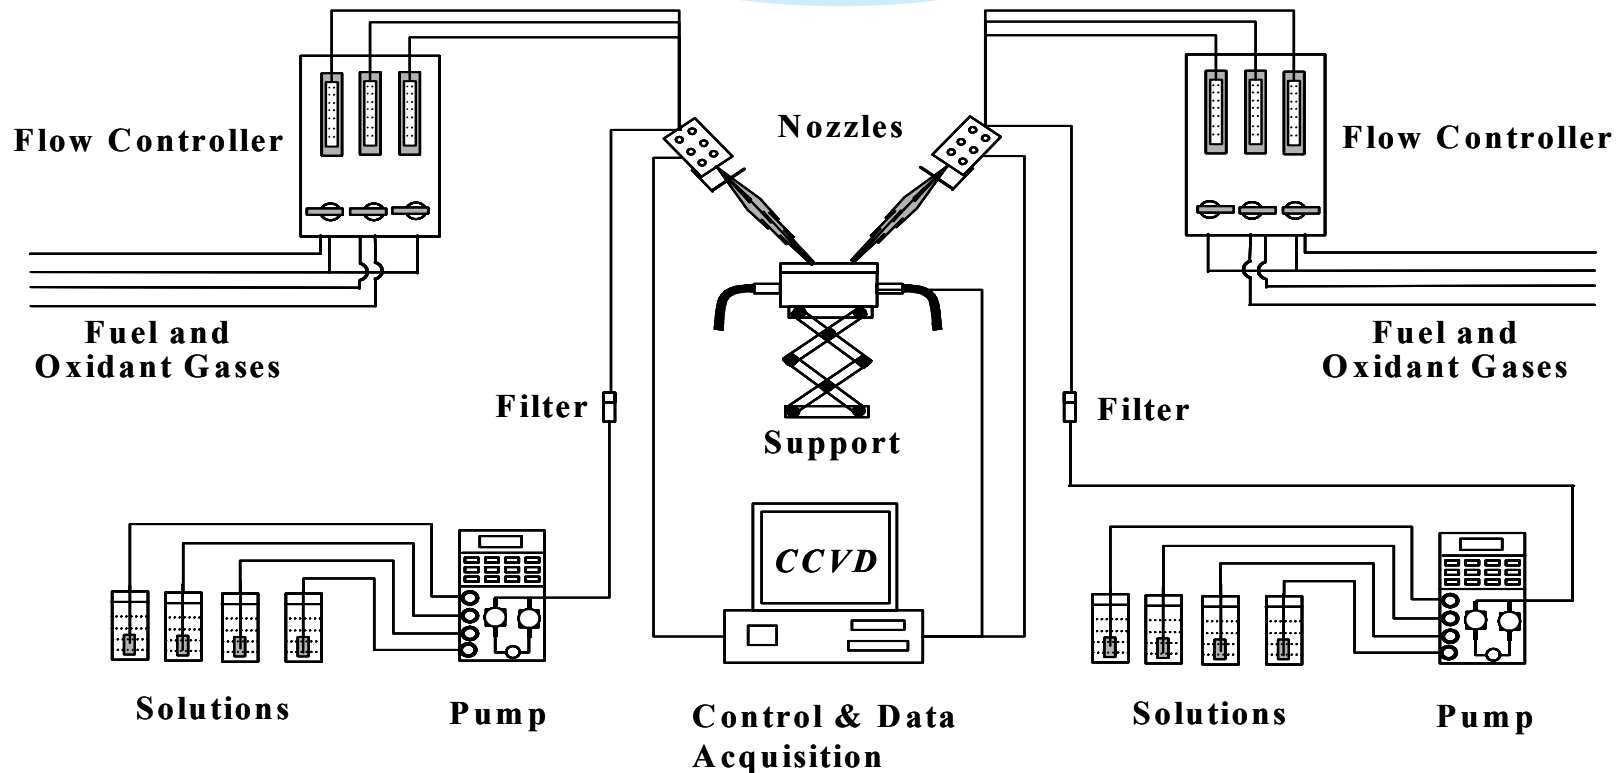 Nozzles
Flow Controller
Flow Controller
Fuel and
Oxidant Gases
Fuel and
Oxidant Gases
Filter
Filter
Support
CCVD
Solutions
Pump
Control & Data
Acquisition
Solutions
Pump